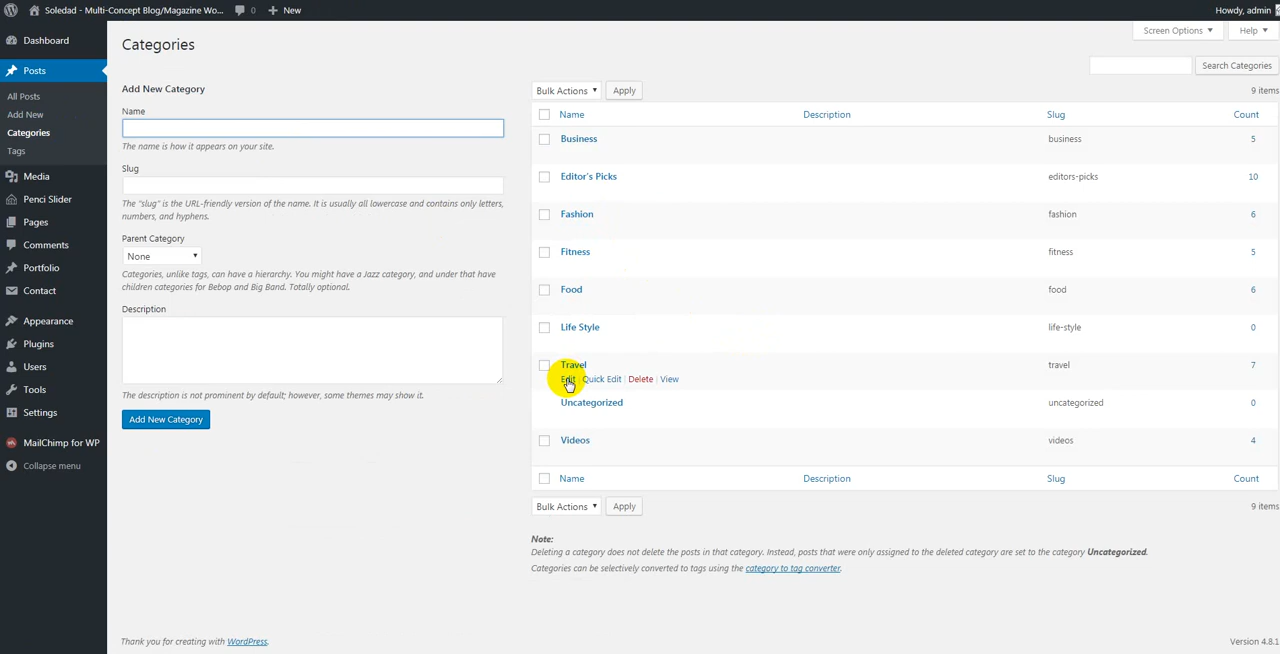 Soledad - Multi-Concept Blog/Magazine Wo... 0 New Howdy, admin
Screen Options ▼ Help ▼
Dashboard
Posts
All Posts
Add New
Categories
Tags
Media
Penci Slider
Pages
Comments
Portfolio
Contact
Appearance
Plugins
Users
Tools
Settings
MailChimp for WP
Collapse menu
Categories
Search Categories
Add New Category
Name
The name is how it appears on your site.
Slug
The "slug" is the URL-friendly version of the name. It is usually all lowercase and contains only letters,
numbers, and hyphens.
Parent Category
None
Categories, unlike tags, can have a hierarchy. You might have a Jazz category, and under that have
children categories for Bebop and Big Band. Totally optional.
Description
The description is not prominent by default; however, some themes may show it.
Add New Category
Bulk Actions Apply 9 items
Name Description Slug Count
Business business 5
Editor's Picks editors-picks 10
Fashion fashion 6
Fitness fitness 5
Food food 6
Life Style life-style 0
Travel travel 7
Edit | Quick Edit | Delete | View
Uncategorized uncategorized 0
Videos videos 4
Name Description Slug Count
Bulk Actions Apply 9 items
Note:
Deleting a category does not delete the posts in that category. Instead, posts that were only assigned to the deleted category are set to the category Uncategorized.
Categories can be selectively converted to tags using the category to tag converter.
Thank you for creating with WordPress. Version 4.8.1